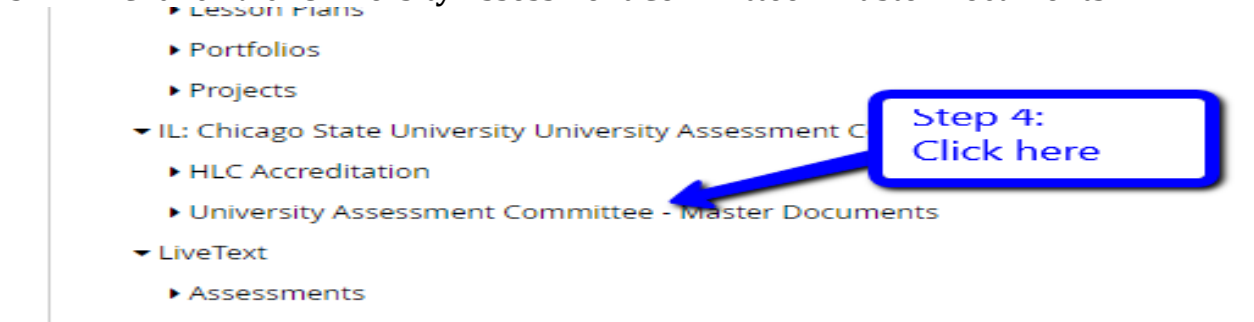 Lesson Plans
Portfolios
Projects
IL: Chicago State University University Assessment C
HLC Accreditation
University Assessment Committee - Master Documents
LiveText
Assessments
Step 4:
Click here